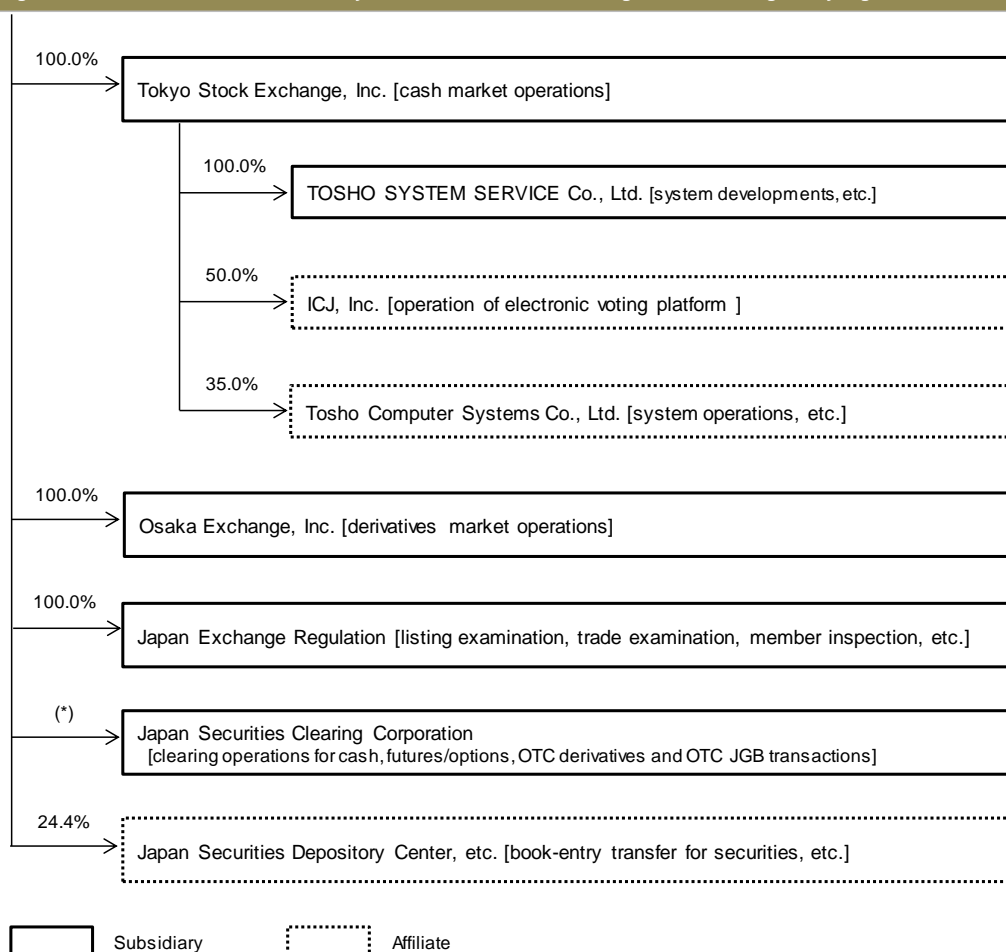 100.0%
Tokyo Stock Exchange, Inc. [cash market operations]
100.0%
TOSHO SYSTEM SERVICE Co., Ltd. [system developments, etc.]
50.0%
ICJ, Inc. [operation of electronic voting platform ]
35.0%
Tosho Computer Systems Co., Ltd. [system operations, etc.]
100.0%
Osaka Exchange, Inc. [derivatives market operations]
100.0%
Japan Exchange Regulation [listing examination, trade examination, member inspection, etc.]
(*)
Japan Securities Clearing Corporation
[clearing operations for cash, futures/options, OTC derivatives and OTC JGB transactions]
24.4%
Japan Securities Depository Center, etc. [book-entry transfer for securities, etc.]
Subsidiary
Affiliate